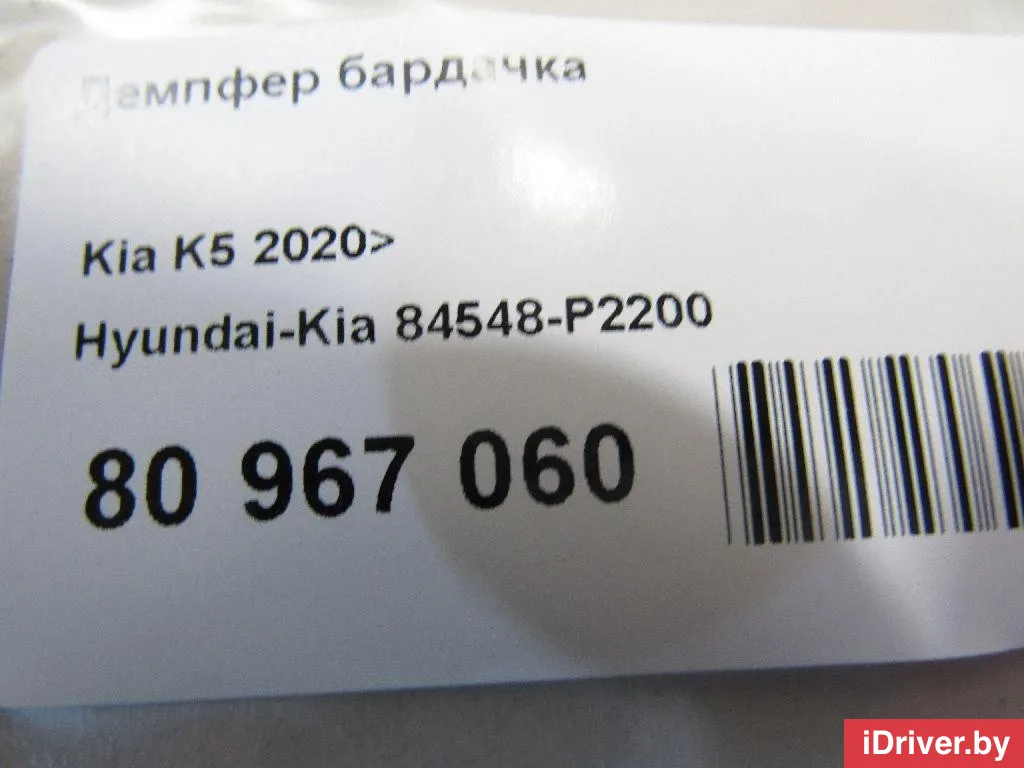 Демпфер бардачка
Kia K5 2020>
Hyundai-Kia 84548-P2200
80 967 060
iDriver.by